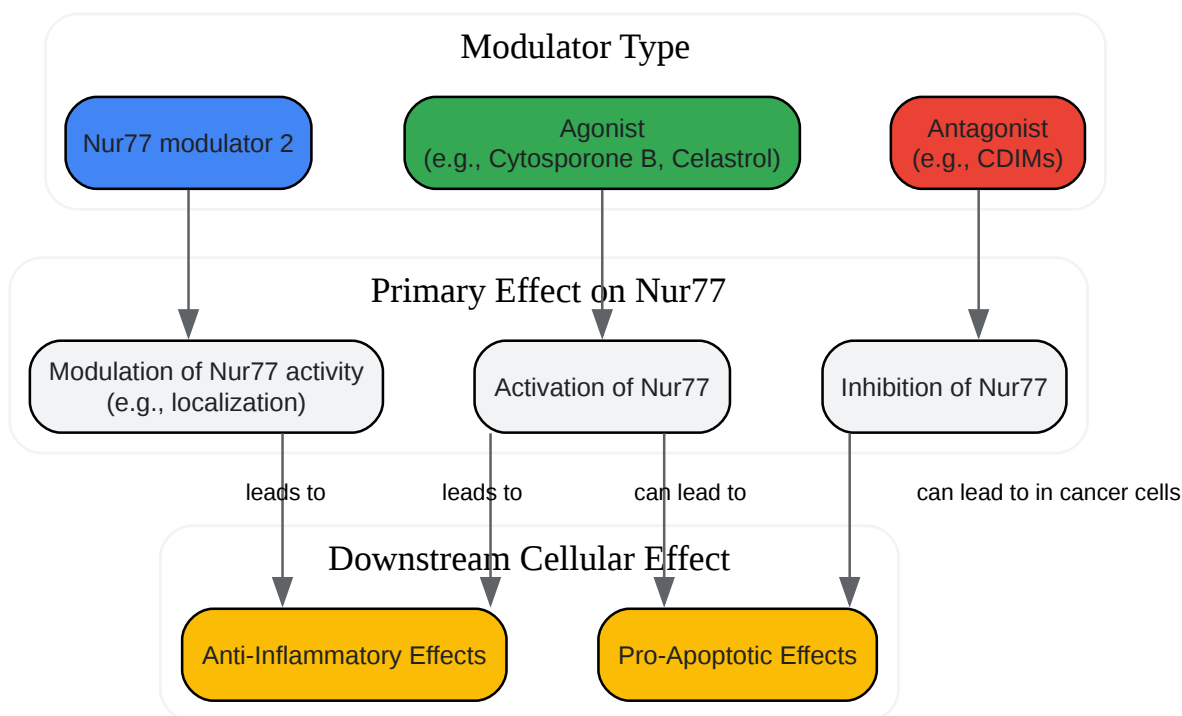 Modulator Type
Nur77 modulator 2
Agonist
(e.g., Cytosporone B, Celastrol)
Antagonist
(e.g., CDIMs)
Primary Effect on Nur77
Modulation of Nur77 activity
(e.g., localization)
Activation of Nur77
Inhibition of Nur77
leads to
leads to
can lead to
can lead to in cancer cells
Downstream Cellular Effect
Anti-Inflammatory Effects
Pro-Apoptotic Effects